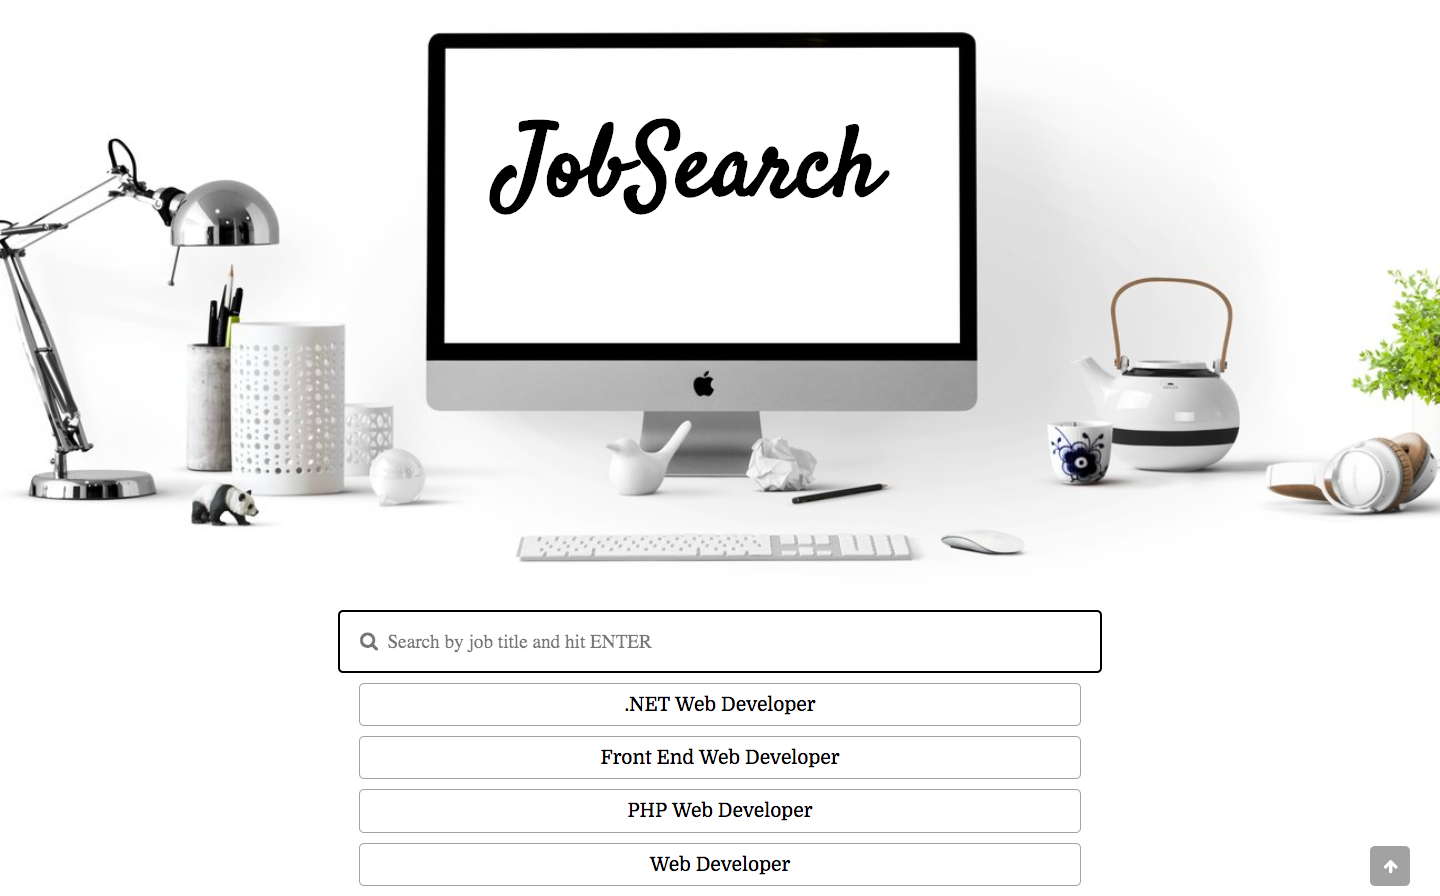 JobSearch
Search by job title and hit ENTER
.NET Web Developer
Front End Web Developer
PHP Web Developer
Web Developer